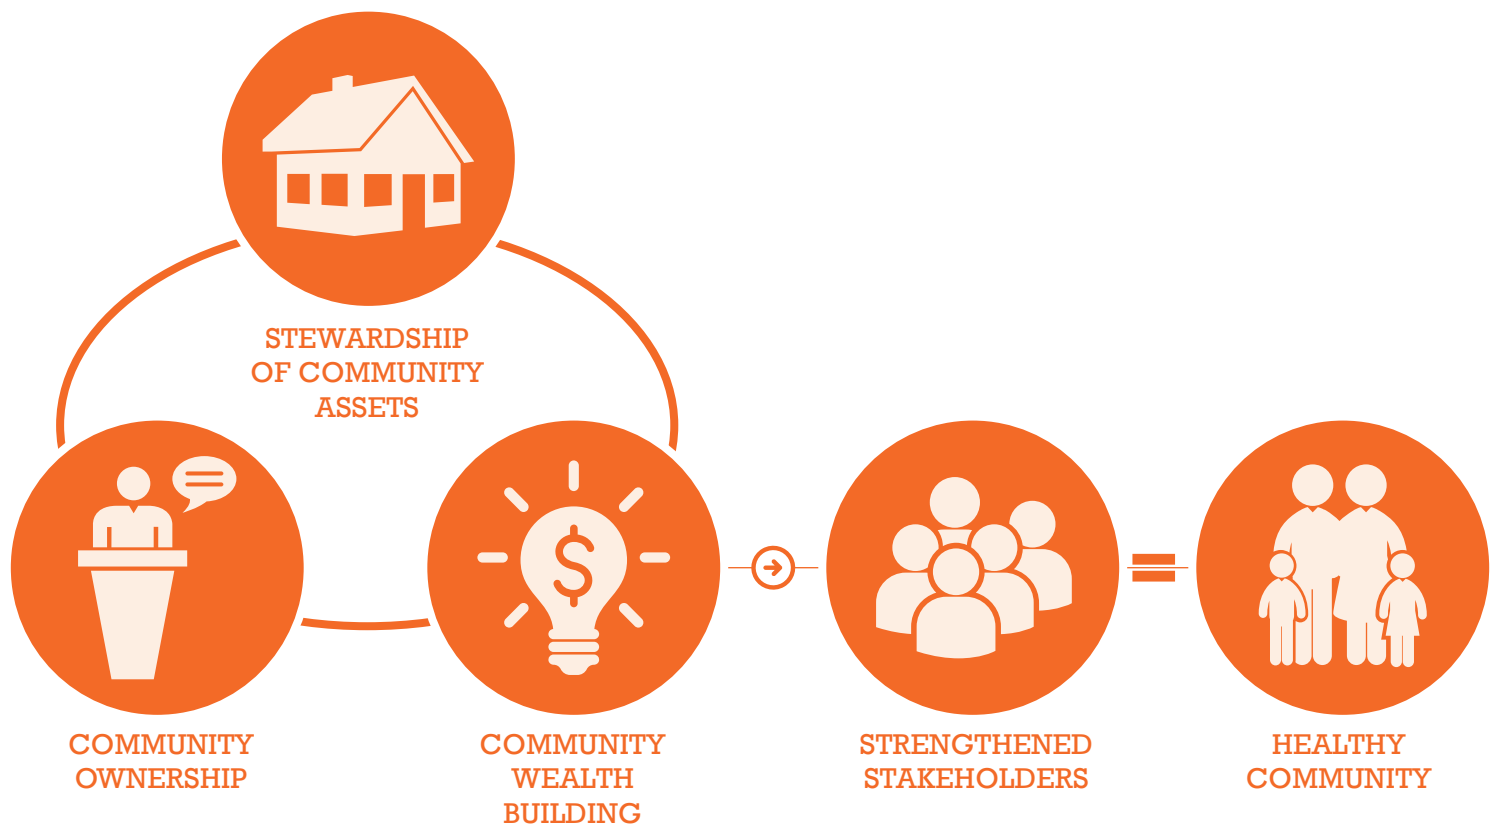 STEWARDSHIP
OF COMMUNITY
ASSETS
$
COMMUNITY
OWNERSHIP
COMMUNITY
WEALTH
BUILDING
STRENGTHENED
STAKEHOLDERS
HEALTHY
COMMUNITY